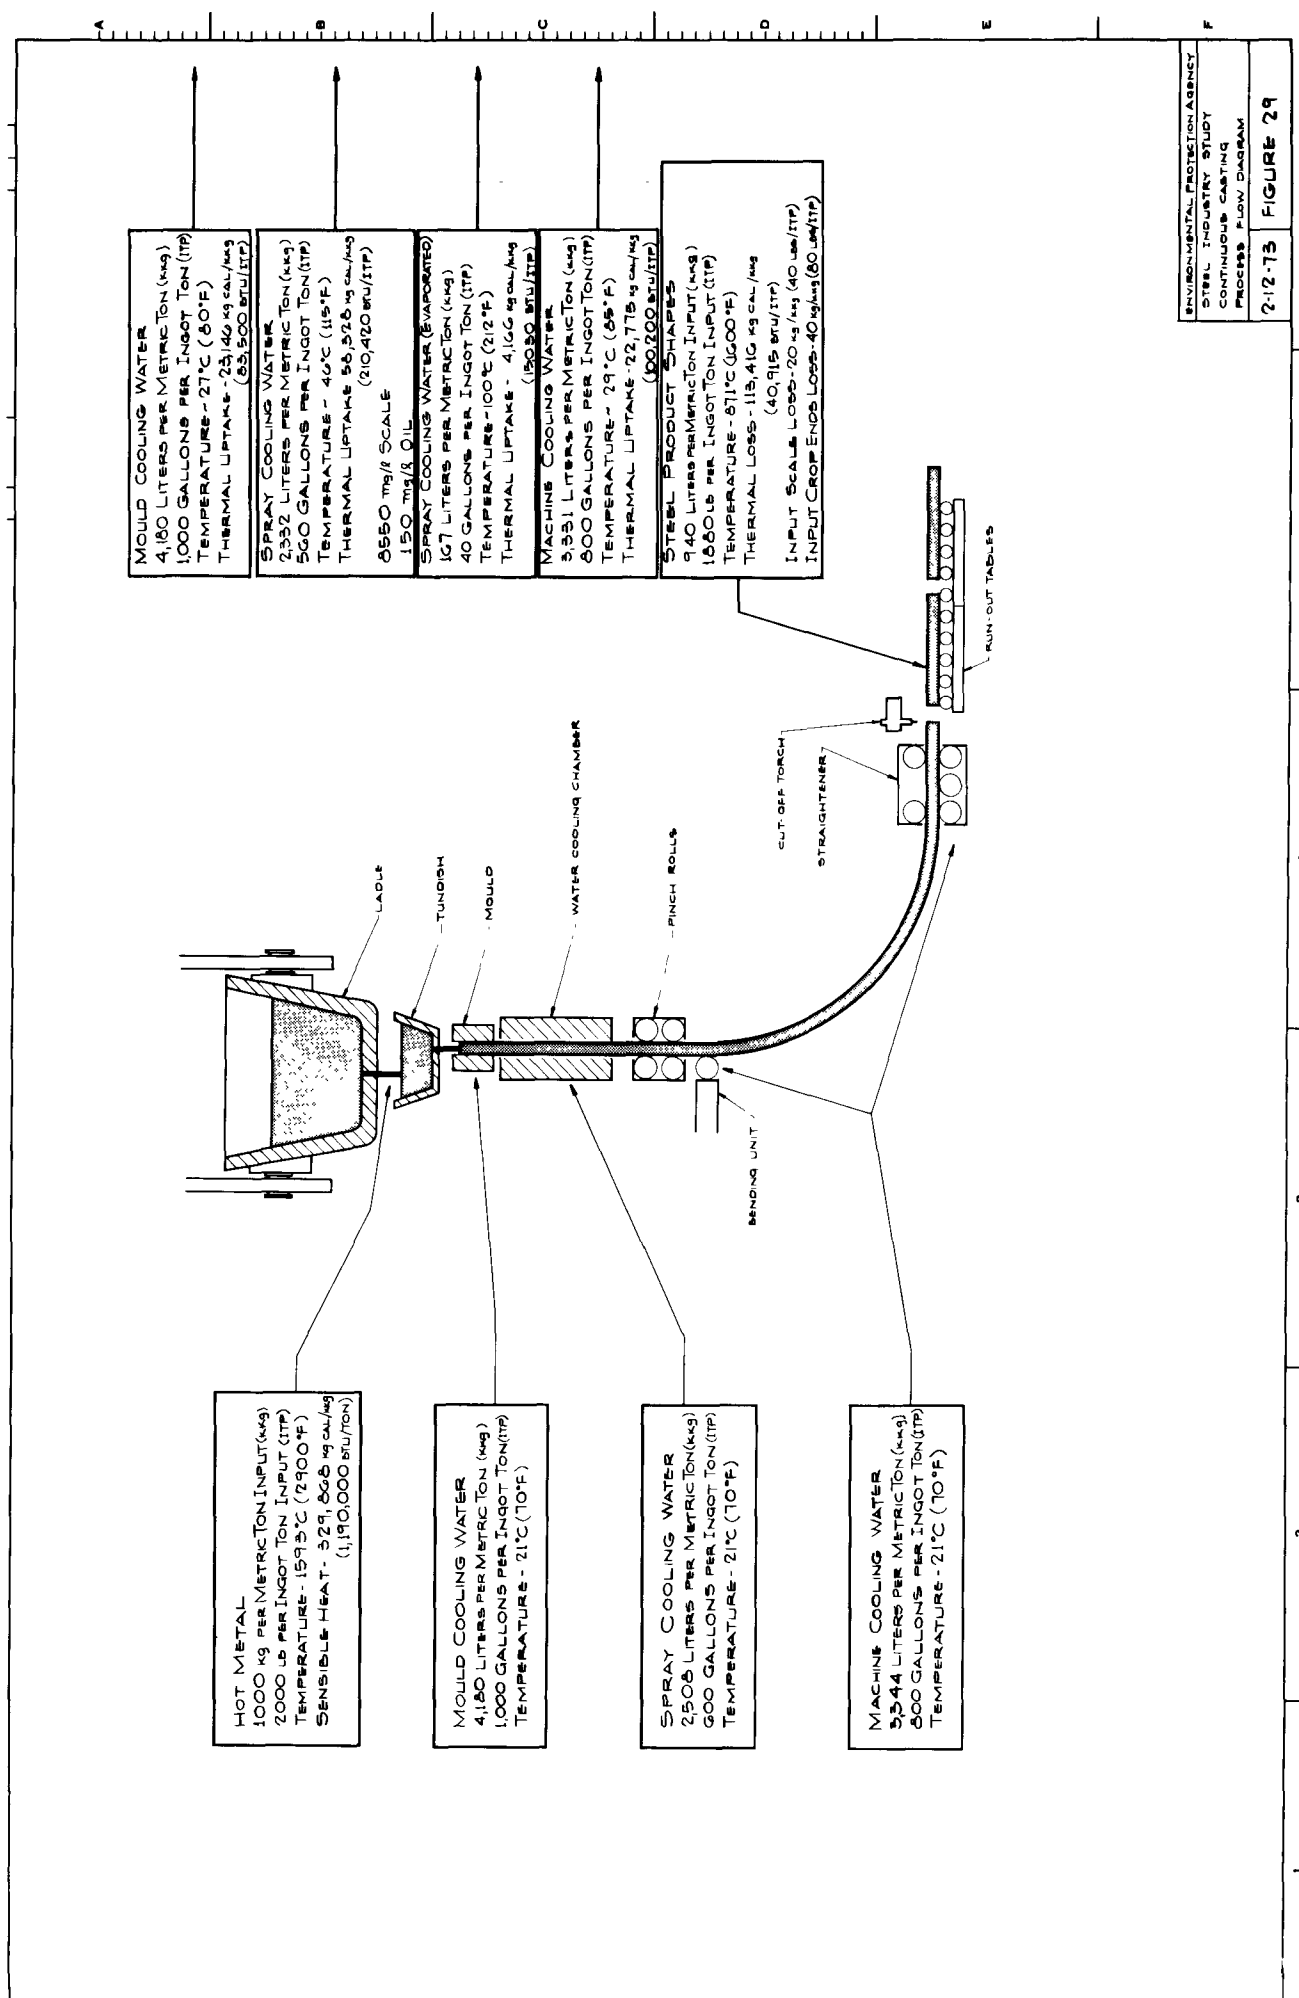 HOT METAL
1000 kg PER METRIC TON INPUT (kkg)
2000 LB PER INGOT TON INPUT (ITP)
TEMPERATURE - 1593°C (2900°F)
SENSIBLE HEAT - 329,868 kg CAL/kkg
(1,190,000 BTU/TON)
MOULD COOLING WATER
4,180 LITERS PER METRIC TON (kkg)
1,000 GALLONS PER INGOT TON (ITP)
TEMPERATURE - 21°C (70°F)
SPRAY COOLING WATER
2,508 LITERS PER METRIC TON (kkg)
600 GALLONS PER INGOT TON (ITP)
TEMPERATURE - 21°C (70°F)
MACHINE COOLING WATER
3,344 LITERS PER METRIC TON (kkg)
800 GALLONS PER INGOT TON (ITP)
TEMPERATURE - 21°C (70°F)
LADLE
TUNDISH
MOULD
WATER COOLING CHAMBER
PINCH ROLLS
BENDING UNIT
CUT-OFF TORCH
STRAIGHTENER
RUN-OUT TABLES
MOULD COOLING WATER
4,180 LITERS PER METRIC TON (kkg)
1,000 GALLONS PER INGOT TON (ITP)
TEMPERATURE - 27°C (80°F)
THERMAL UPTAKE - 23,146 kg CAL/kkg
(83,500 BTU/ITP)
SPRAY COOLING WATER
2,332 LITERS PER METRIC TON (kkg)
560 GALLONS PER INGOT TON (ITP)
TEMPERATURE - 46°C (115°F)
THERMAL UPTAKE 58,328 kg CAL/kkg
(210,420 BTU/ITP)
8550 mg/l SCALE
150 mg/l OIL
SPRAY COOLING WATER (EVAPORATED)
167 LITERS PER METRIC TON (kkg)
40 GALLONS PER INGOT TON (ITP)
TEMPERATURE - 100°C (212°F)
THERMAL UPTAKE - 4,166 kg CAL/kkg
(15030 BTU/ITP)
MACHINE COOLING WATER
3,331 LITERS PER METRIC TON (kkg)
800 GALLONS PER INGOT TON (ITP)
TEMPERATURE - 29°C (85°F)
THERMAL UPTAKE - 22,775 kg CAL/kkg
(100,200 BTU/ITP)
STEEL PRODUCT SHAPES
940 LITERS PER METRIC TON INPUT (kkg)
1880 LB PER INGOT TON INPUT (ITP)
TEMPERATURE - 871°C (1600°F)
THERMAL LOSS - 113,416 kg CAL/kkg
(40,915 BTU/ITP)
INPUT SCALE LOSS - 20 kg/kkg (40 LBS/ITP)
INPUT CROP ENDS LOSS - 40 kg/kkg (80 LBS/ITP)
A
B
C
D
E
F
ENVIRONMENTAL PROTECTION AGENCY
STEEL INDUSTRY STUDY
CONTINUOUS CASTING
PROCESS FLOW DIAGRAM
2-12-73 FIGURE 29